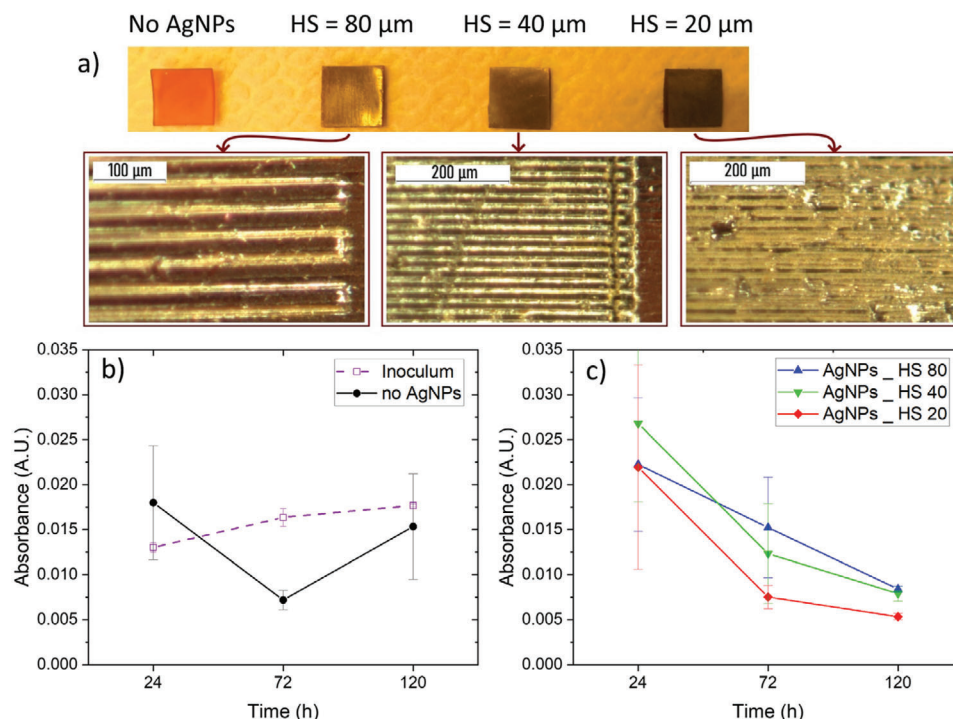 No AgNPs HS = 80 µm HS = 40 µm HS = 20 µm
a)
100 µm
200 µm
200 µm
b)
Inoculum
no AgNPs
0.035
0.030
0.025
0.020
0.015
0.010
0.005
0.000
Absorbance (A.U.)
24 72 120
Time (h)
c)
AgNPs _ HS 80
AgNPs _ HS 40
AgNPs _ HS 20
0.035
0.030
0.025
0.020
0.015
0.010
0.005
0.000
Absorbance (A.U.)
24 72 120
Time (h)